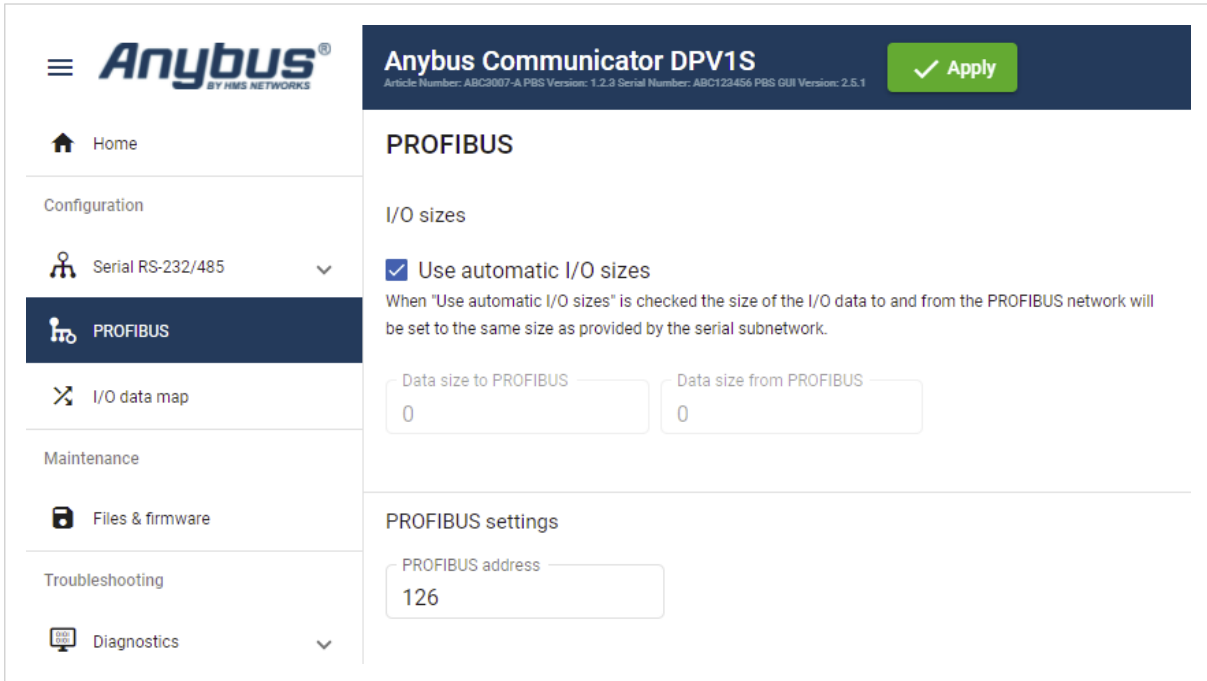 Anybus®
BY HMS NETWORKS
Anybus Communicator DPV1S
Article Number: ABC3007-A PBS Version: 1.2.3 Serial Number: ABC123456 PBS GUI Version: 2.5.1
Apply
Home
Configuration
Serial RS-232/485
PROFIBUS
I/O data map
Maintenance
Files & firmware
Troubleshooting
Diagnostics
PROFIBUS
I/O sizes
Use automatic I/O sizes
When "Use automatic I/O sizes" is checked the size of the I/O data to and from the PROFIBUS network will
be set to the same size as provided by the serial subnetwork.
Data size to PROFIBUS
0
Data size from PROFIBUS
0
PROFIBUS settings
PROFIBUS address
126